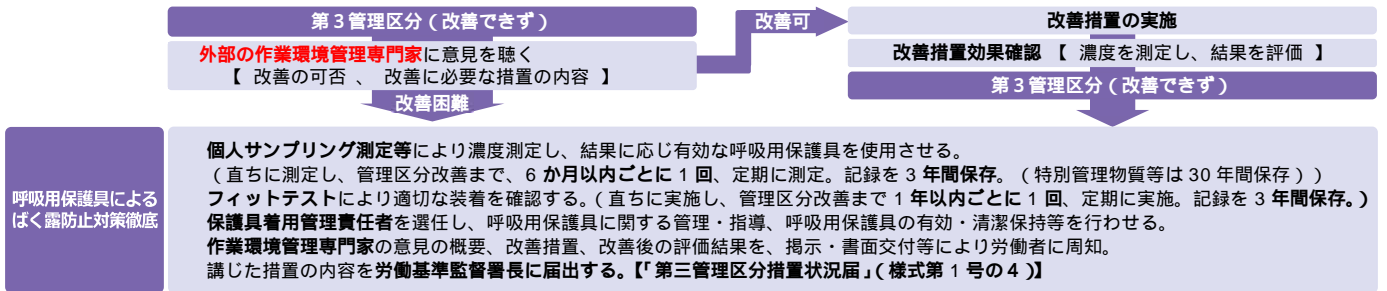 第３管理区分（改善できず）
外部の作業環境管理専門家に意見を聴く
【 改善の可否 、 改善に必要な措置の内容 】
改善困難
改善可
改善措置の実施
改善措置効果確認 【 濃度を測定し、結果を評価 】
第３管理区分（改善できず）
呼吸用保護具による
ばく露防止対策徹底
個人サンプリング測定等により濃度測定し、結果に応じ有効な呼吸用保護具を使用させる。
（直ちに測定し、管理区分改善まで、6 か月以内ごとに 1 回、定期に測定。記録を 3 年間保存。（特別管理物質等は 30 年間保存））
フィットテストにより適切な装着を確認する。（直ちに実施し、管理区分改善まで 1 年以内ごとに 1 回、定期に実施。記録を 3 年間保存。）
保護具着用管理責任者を選任し、呼吸用保護具に関する管理・指導、呼吸用保護具の有効・清潔保持等を行わせる。
作業環境管理専門家の意見の概要、改善措置、改善後の評価結果を、掲示・書面交付等により労働者に周知。
講じた措置の内容を労働基準監督署長に届出する。【「第三管理区分措置状況届」（様式第 1 号の４）】